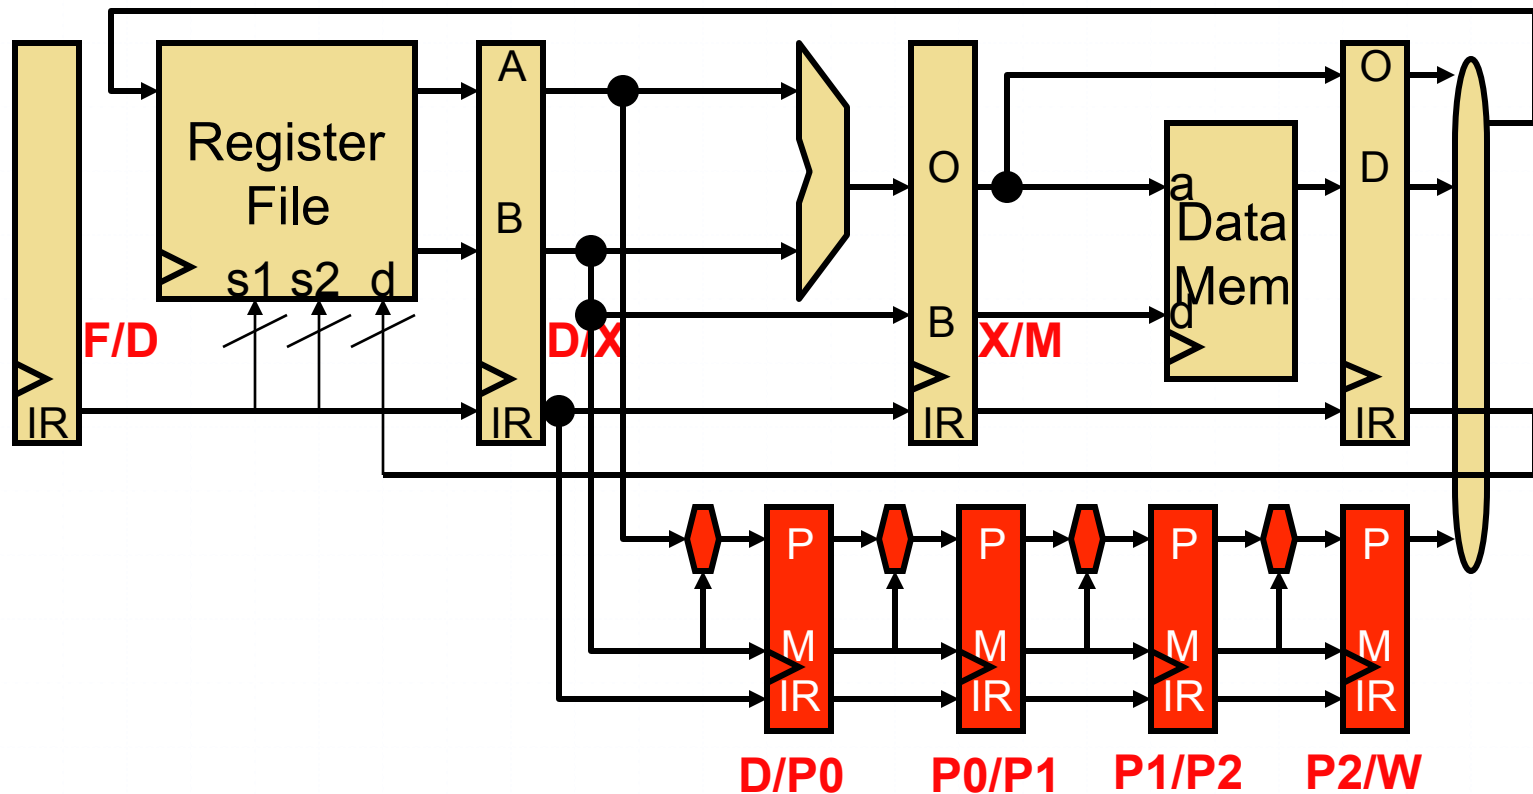 A
O
Register
File
O
D
B
a
Data
Mem
s1 s2 d
B
d
F/D
D/X
X/M
IR
IR
IR
IR
P
P
P
P
M
M
M
M
IR
IR
IR
IR
D/P0
P0/P1
P1/P2
P2/W